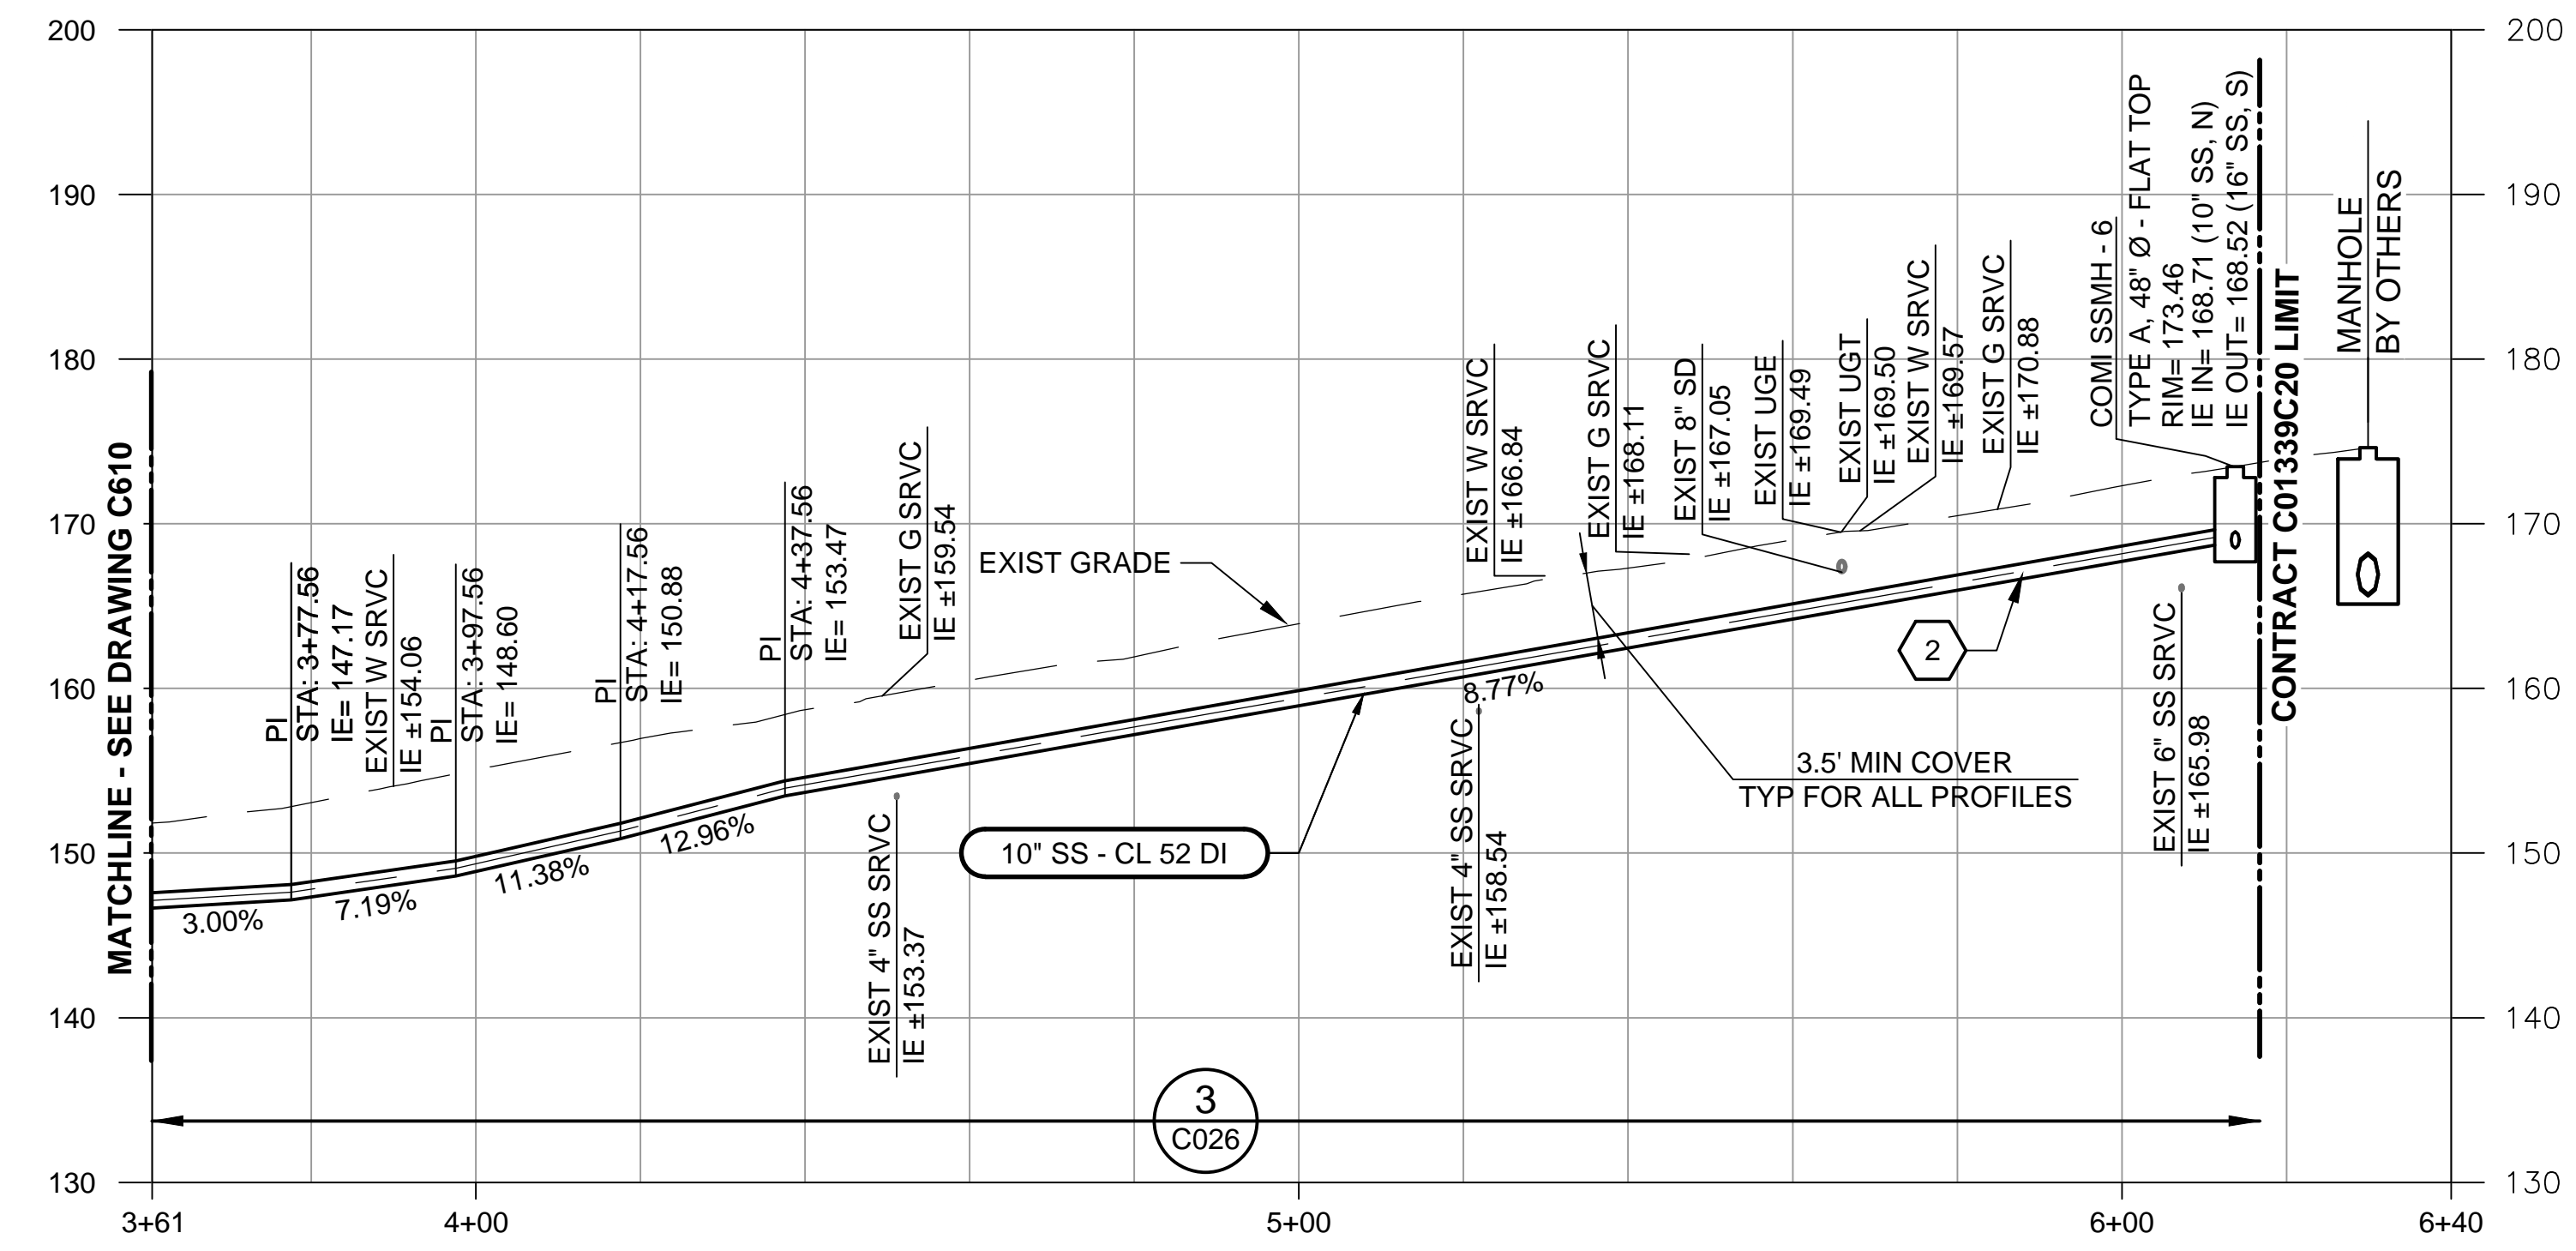 200
190
180
170
160
150
140
130
200
190
180
170
160
150
140
130
3+61
4+00
5+00
6+00
6+40
MATCHLINE - SEE DRAWING C610
PI
STA: 3+77.56
IE= 147.17
EXIST W SRVC
IE ±154.06
PI
STA: 3+97.56
IE= 148.60
PI
STA: 4+17.56
IE= 150.88
PI
STA: 4+37.56
IE= 153.47
EXIST G SRVC
IE ±159.54
EXIST GRADE
EXIST W SRVC
IE ±166.84
EXIST G SRVC
IE ±168.11
EXIST 8" SD
IE ±167.05
EXIST UGE
IE ±169.49
EXIST UGT
IE ±169.50
EXIST W SRVC
IE ±169.57
EXIST G SRVC
IE ±170.88
COMI SSMH - 6
TYPE A, 48" Ø - FLAT TOP
RIM= 173.46
IE IN= 168.71 (10" SS, N)
IE OUT= 168.52 (16" SS, S)
CONTRACT C01339C20 LIMIT
MANHOLE
BY OTHERS
3.00%
7.19%
11.38%
12.96%
8.77%
EXIST 4" SS SRVC
IE ±153.37
10" SS - CL 52 DI
EXIST 4" SS SRVC
IE ±158.54
3.5' MIN COVER
TYP FOR ALL PROFILES
2
EXIST 6" SS SRVC
IE ±165.98
3
C026